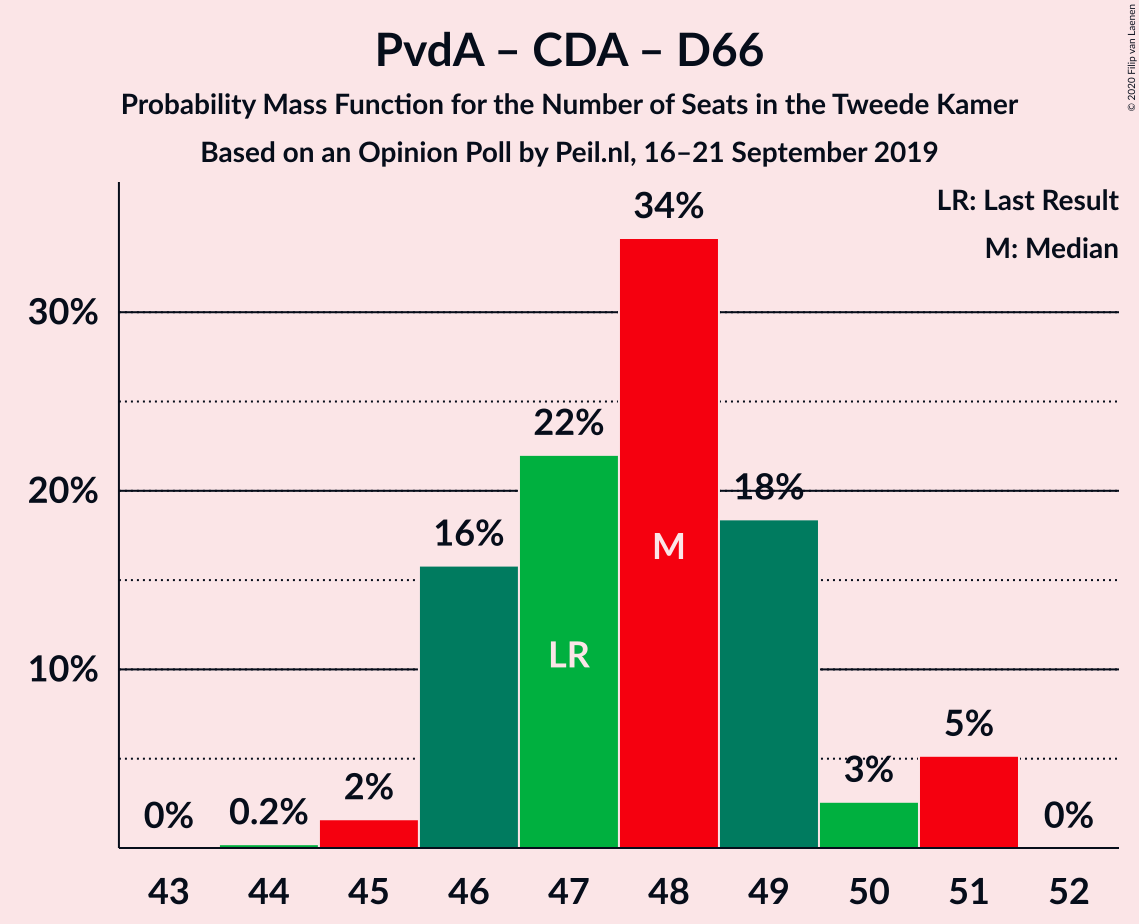 PvdA – CDA – D66
Probability Mass Function for the Number of Seats in the Tweede Kamer
Based on an Opinion Poll by Peil.nl, 16–21 September 2019
© 2020 Filip van Laenen
LR: Last Result
M: Median
34%
30%
22%
20%
18%
16%
M
LR
10%
5%
3%
2%
0.2%
0%
0%
43 44 45 46 47 48 49 50 51 52